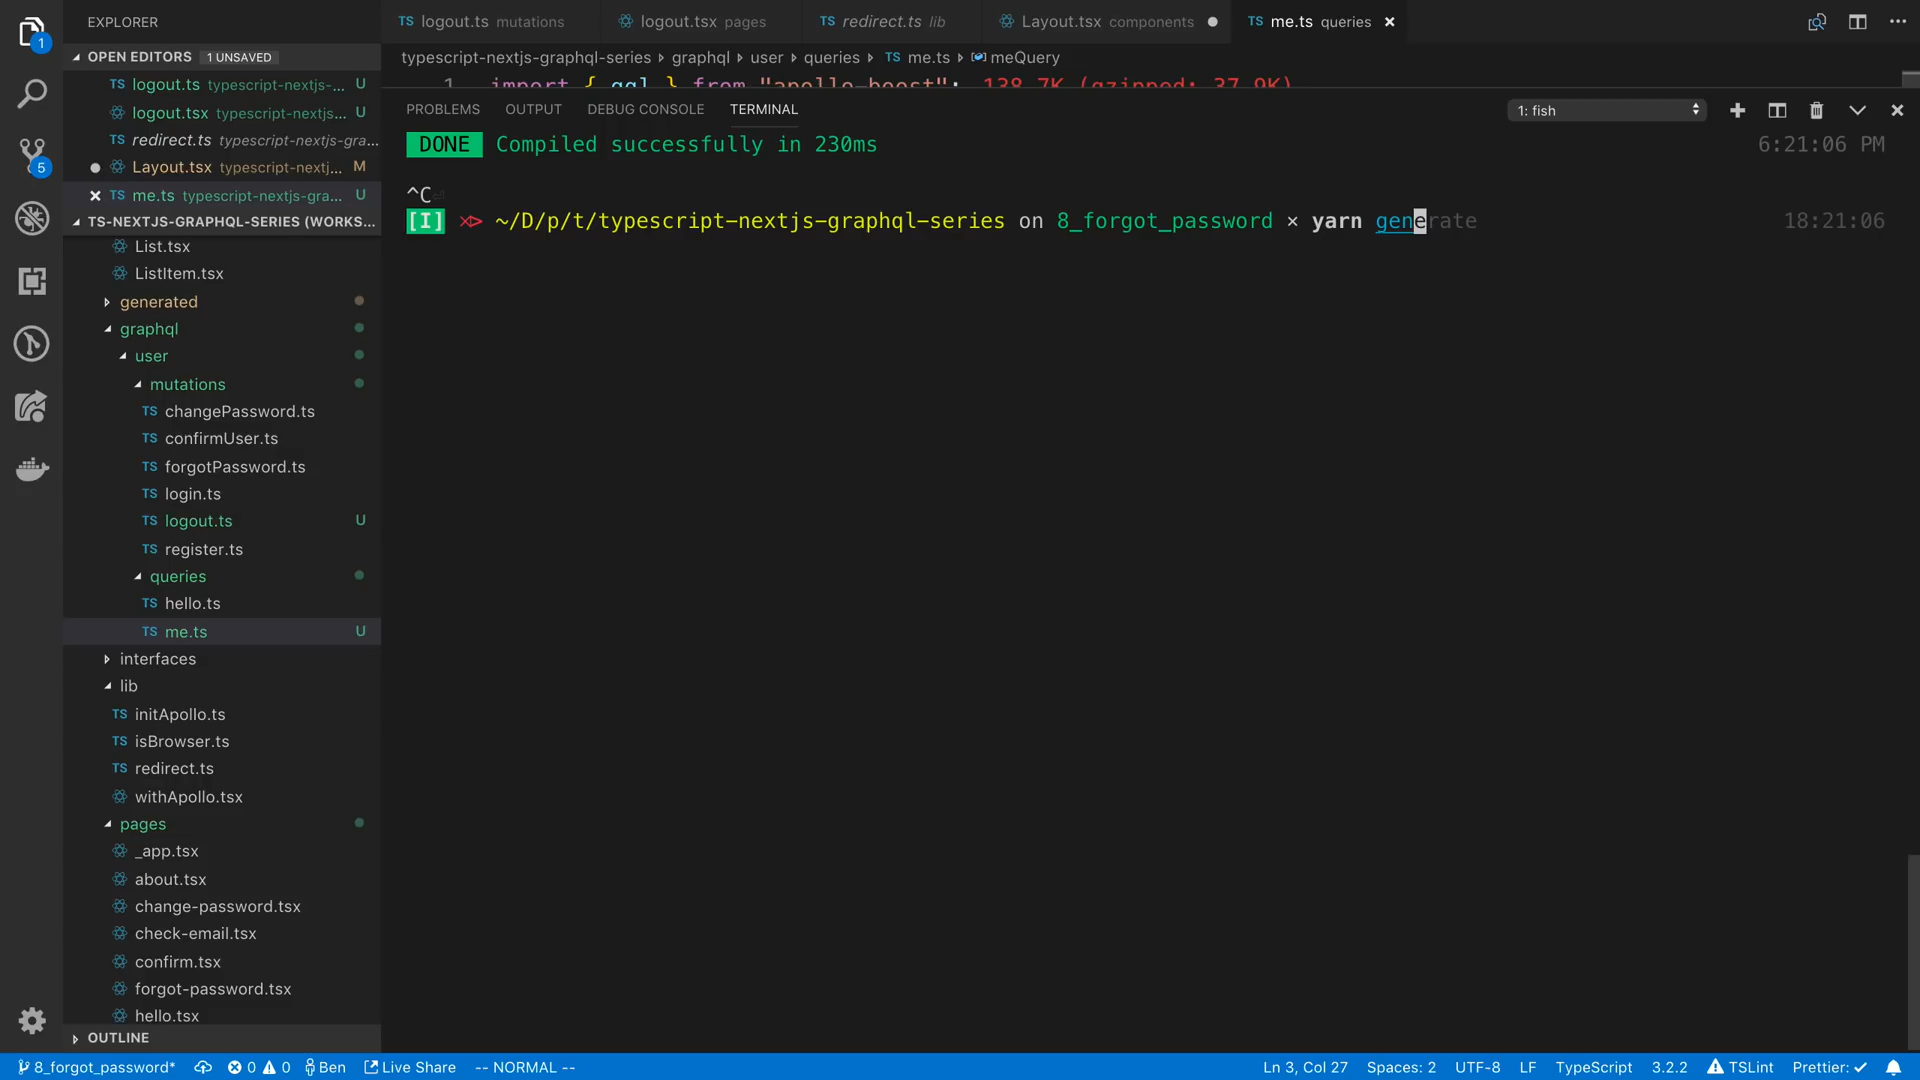 EXPLORER
OPEN EDITORS 1 UNSAVED
TS logout.ts typescript-nextjs-... U
logout.tsx typescript-nextjs... U
TS redirect.ts typescript-nextjs-gra...
Layout.tsx typescript-nextj... M
TS me.ts typescript-nextjs-gra... U
TS-NEXTJS-GRAPHQL-SERIES (WORKS...
List.tsx
ListItem.tsx
generated
graphql
user
mutations
TS changePassword.ts
TS confirmUser.ts
TS forgotPassword.ts
TS login.ts
TS logout.ts U
TS register.ts
queries
TS hello.ts
TS me.ts U
interfaces
lib
TS initApollo.ts
TS isBrowser.ts
TS redirect.ts
withApollo.tsx
pages
_app.tsx
about.tsx
change-password.tsx
check-email.tsx
confirm.tsx
forgot-password.tsx
hello.tsx
OUTLINE
1
5
TS logout.ts mutations
logout.tsx pages
TS redirect.ts lib
Layout.tsx components
TS me.ts queries
typescript-nextjs-graphql-series graphql user queries TS me.ts meQuery
1 import { gql } from "apollo-boost"; 138.7K (gzipped: 37.9K)
PROBLEMS OUTPUT DEBUG CONSOLE TERMINAL 1: fish
DONE Compiled successfully in 230ms 6:21:06 PM
^C
[I] ~/D/p/t/typescript-nextjs-graphql-series on 8_forgot_password × yarn generate 18:21:06
8_forgot_password* 0 0 Ben Live Share -- NORMAL -- Ln 3, Col 27 Spaces: 2 UTF-8 LF TypeScript 3.2.2 TSLint Prettier: ✓